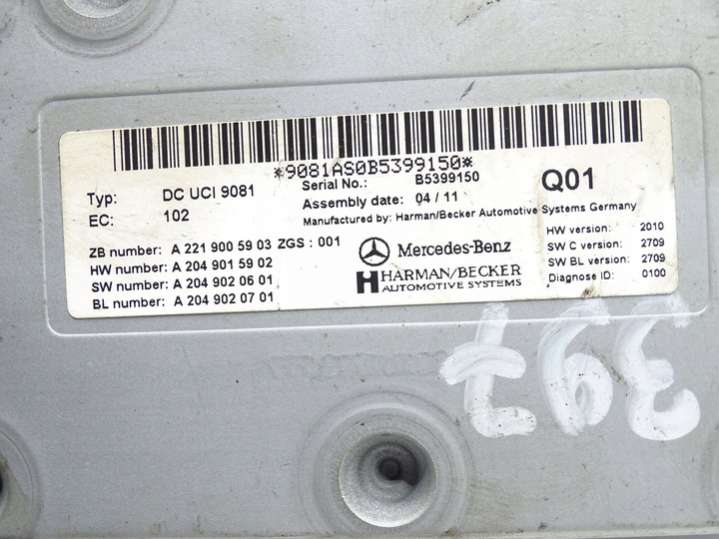 *9081AS0B5399150*
Typ: DC UCI 9081 Serial No.: B5399150 Q01
EC: 102 Assembly date: 04 / 11
Manufactured by: Harman/Becker Automotive Systems Germany
ZB number: A 221 900 59 03 ZGS : 001
HW number: A 204 901 59 02
SW number: A 204 902 06 01
BL number: A 204 902 07 01
Mercedes-Benz
HARMAN/BECKER
AUTOMOTIVE SYSTEMS
HW version: 2010
SW C version: 2709
SW BL version: 2709
Diagnose ID: 0100
397